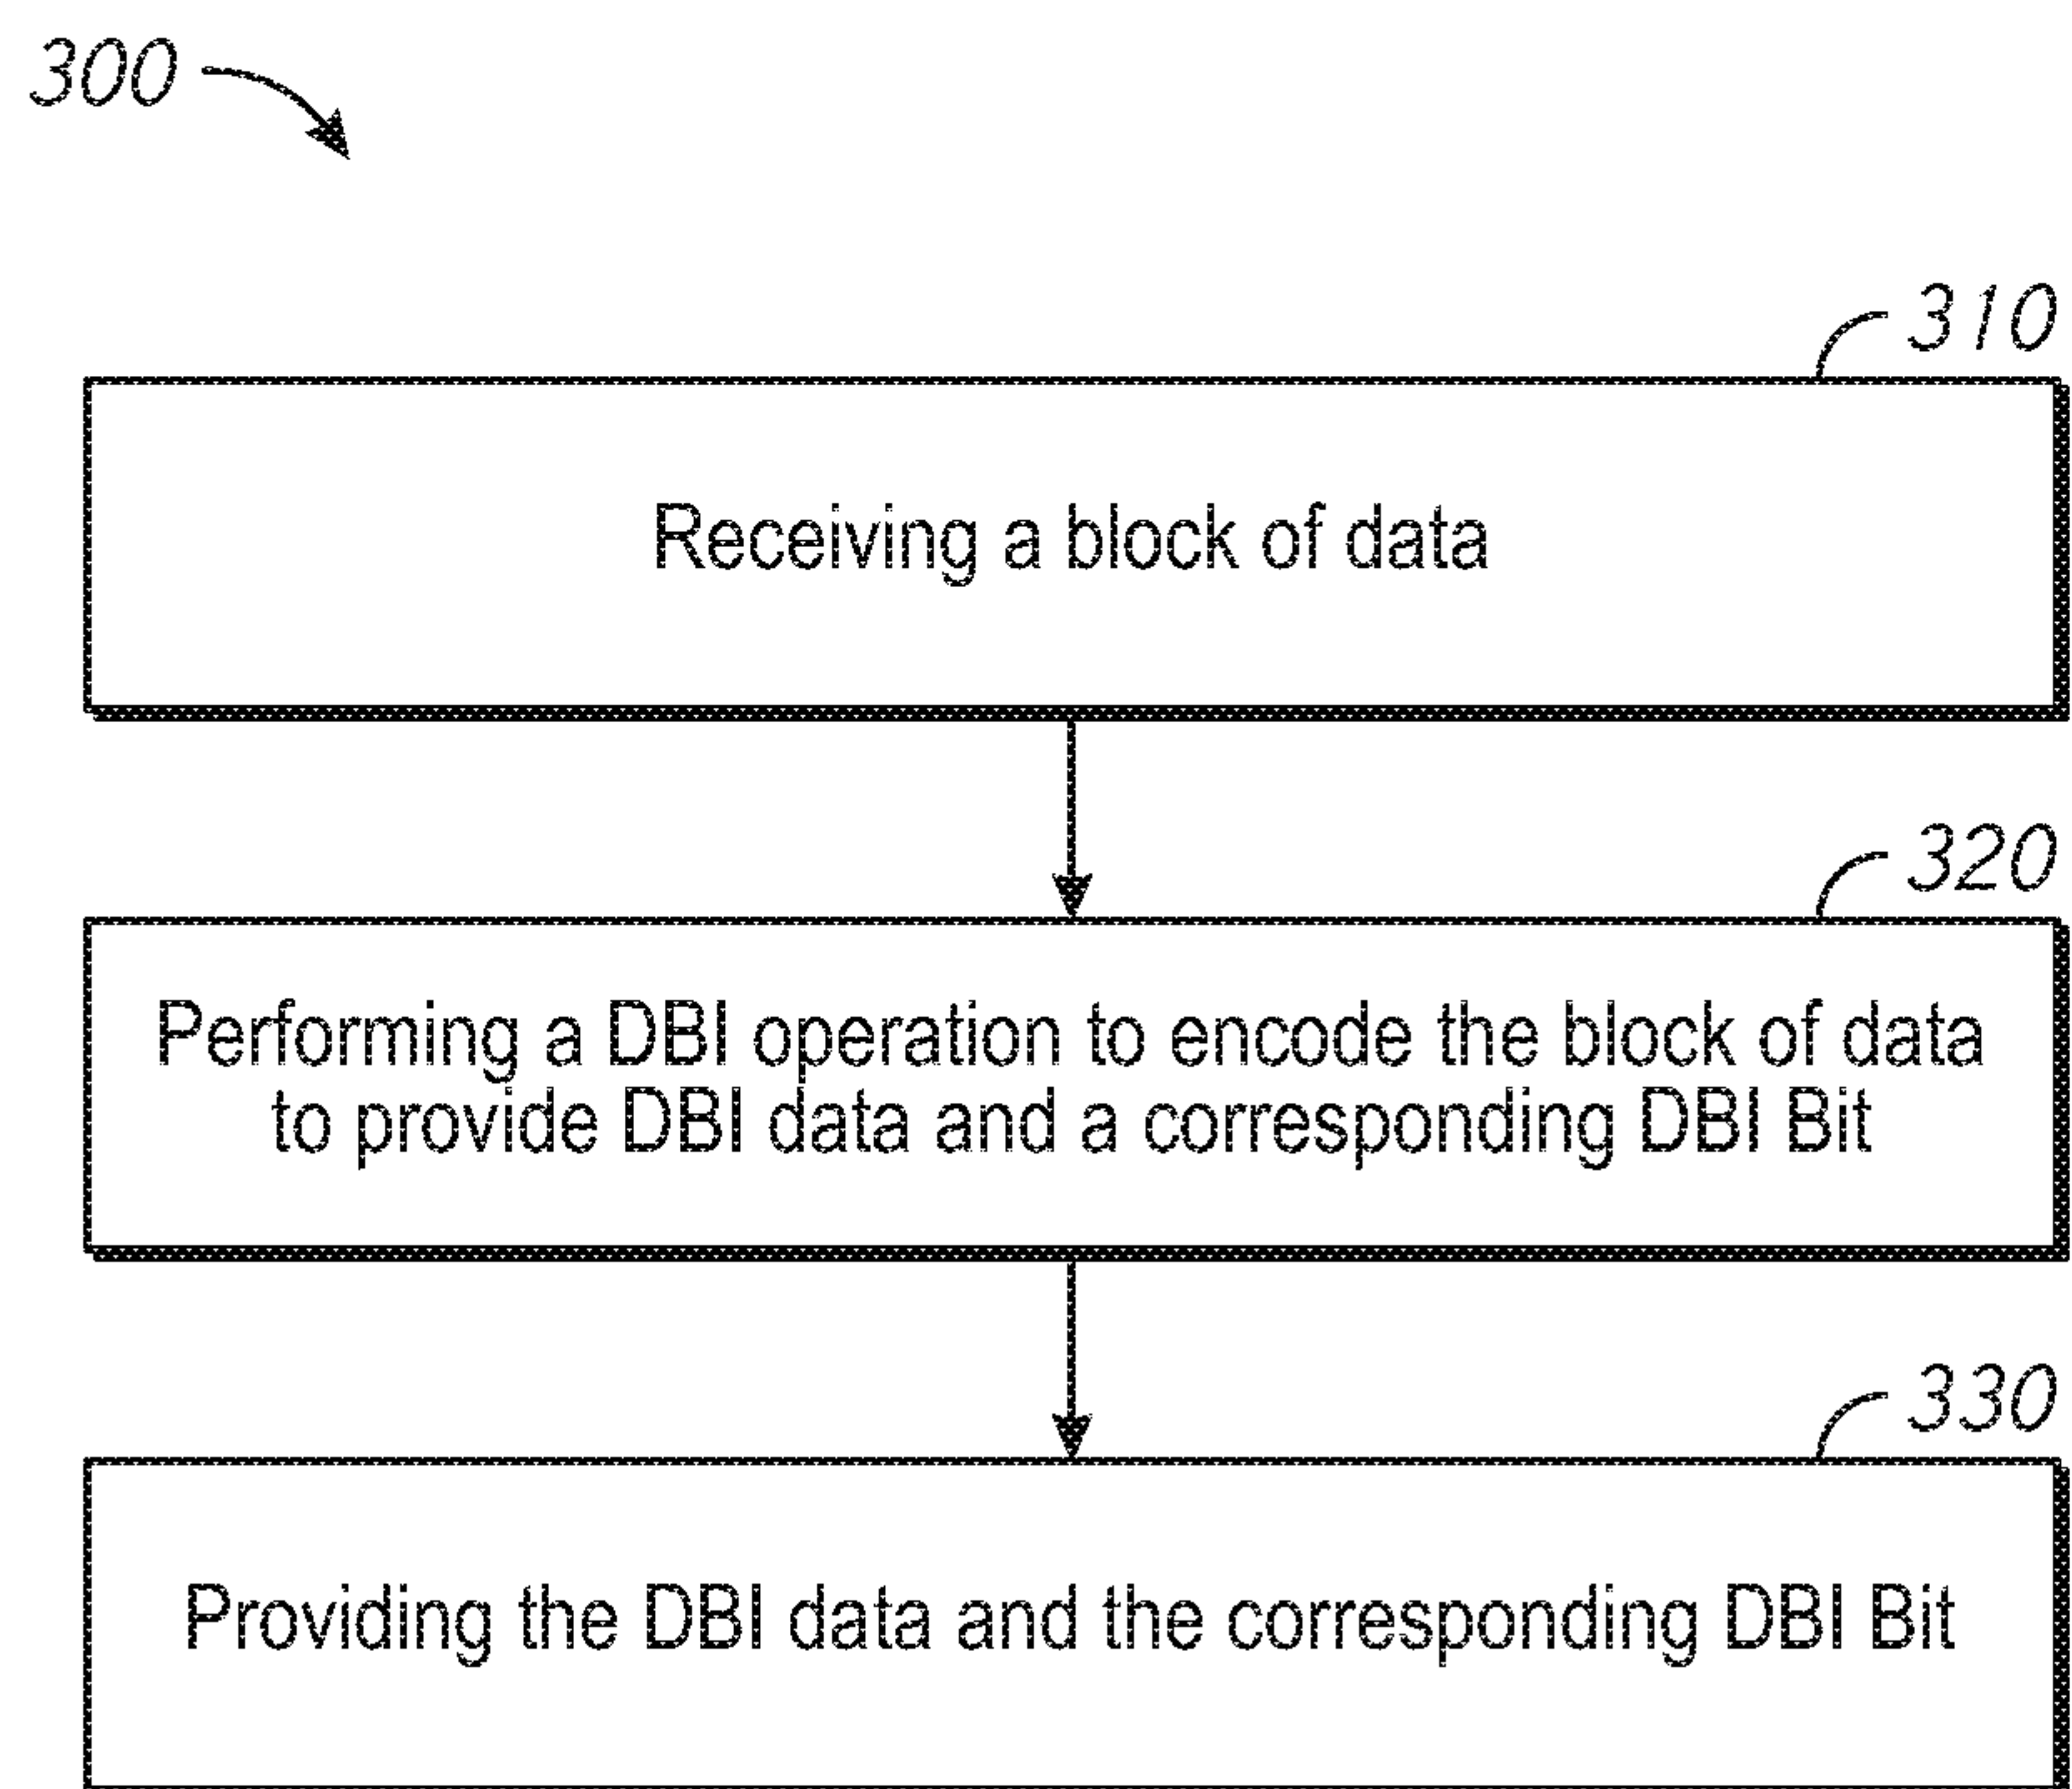 300
310
Receiving a block of data
320
Performing a DBI operation to encode the block of data
to provide DBI data and a corresponding DBI Bit
330
Providing the DBI data and the corresponding DBI Bit